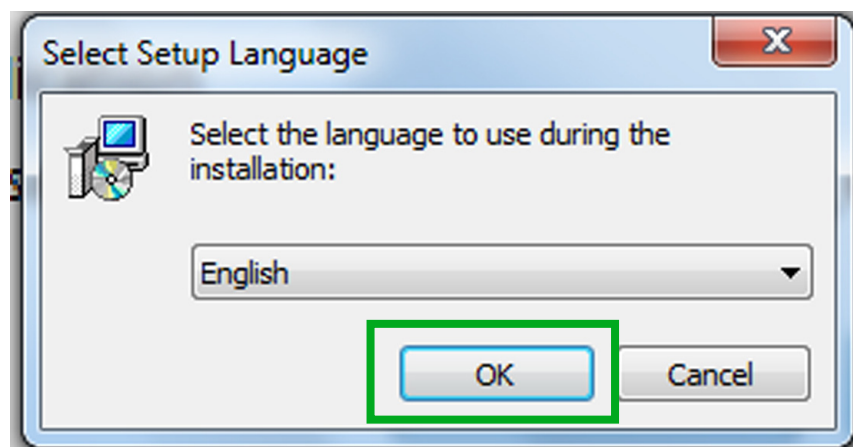 Select Setup Language
Select the language to use during the
installation:
English
OK
Cancel